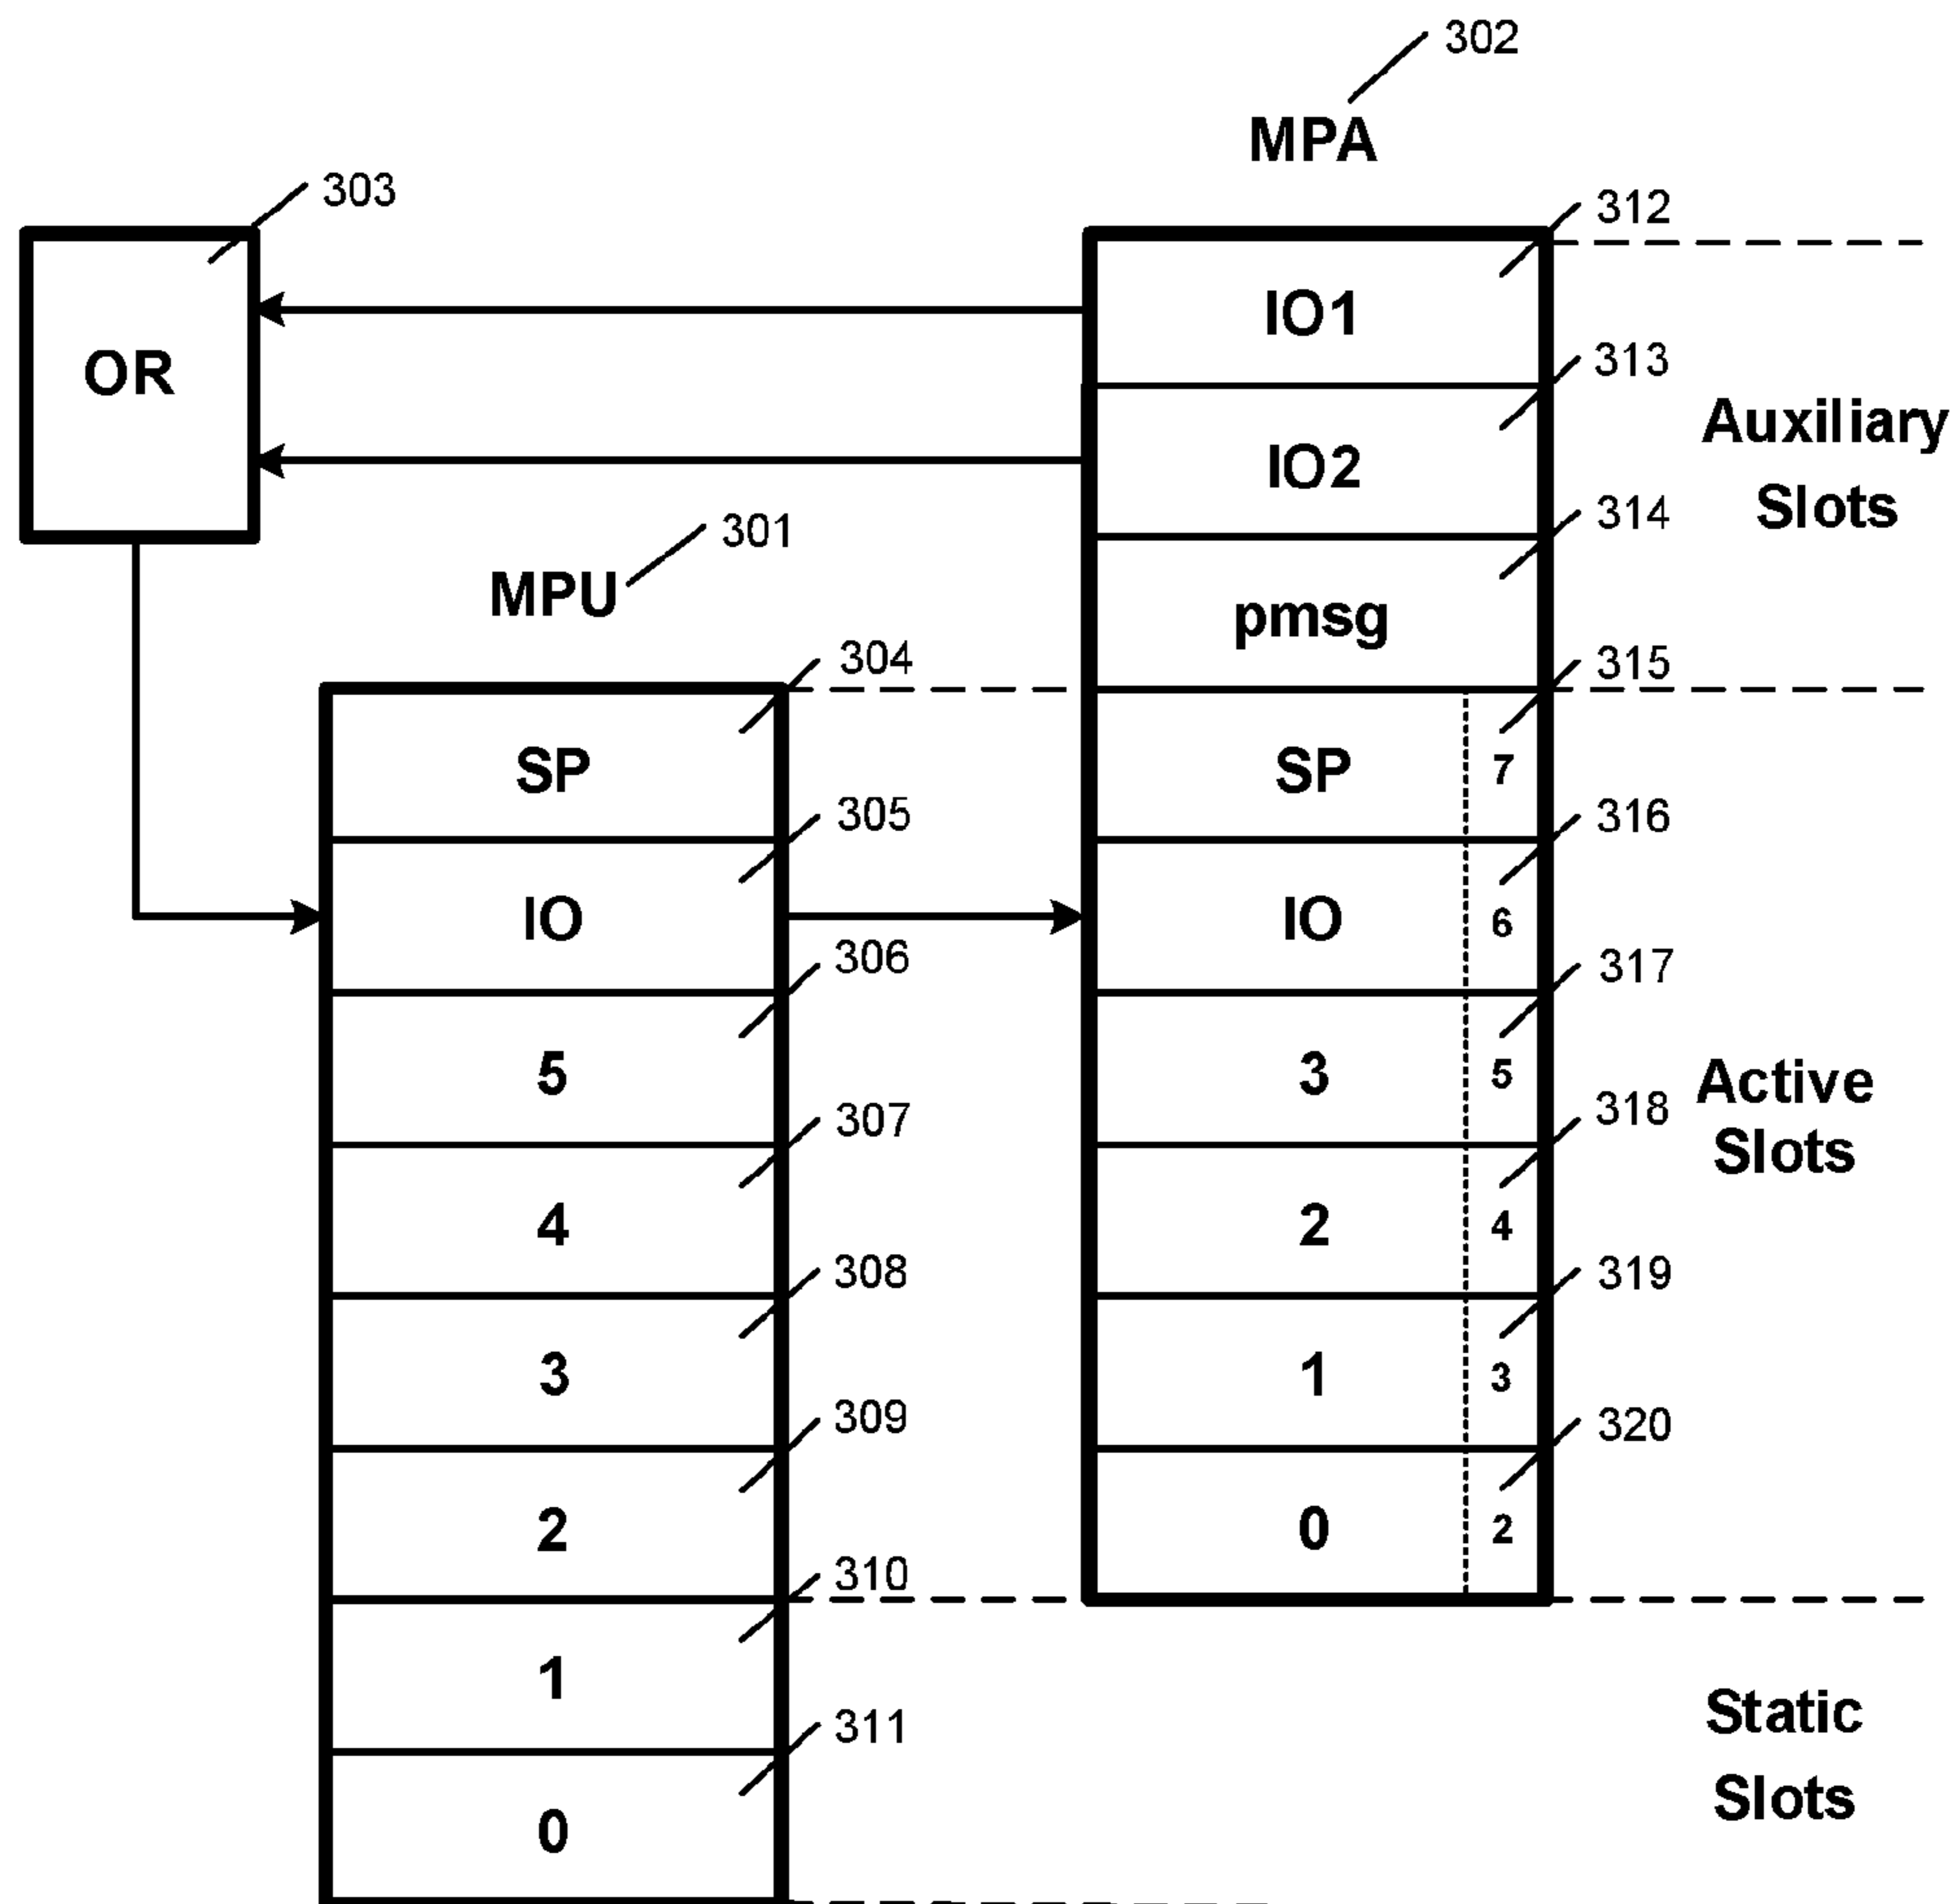 302
MPA
303
312
IO1
OR
313
Auxiliary
Slots
IO2
314
301
MPU
pmsg
304
315
SP
SP
7
305
316
IO
IO
6
306
317
5
3
5
Active
Slots
307
318
4
2
4
308
319
3
1
3
309
320
2
0
2
310
1
Static
Slots
311
0